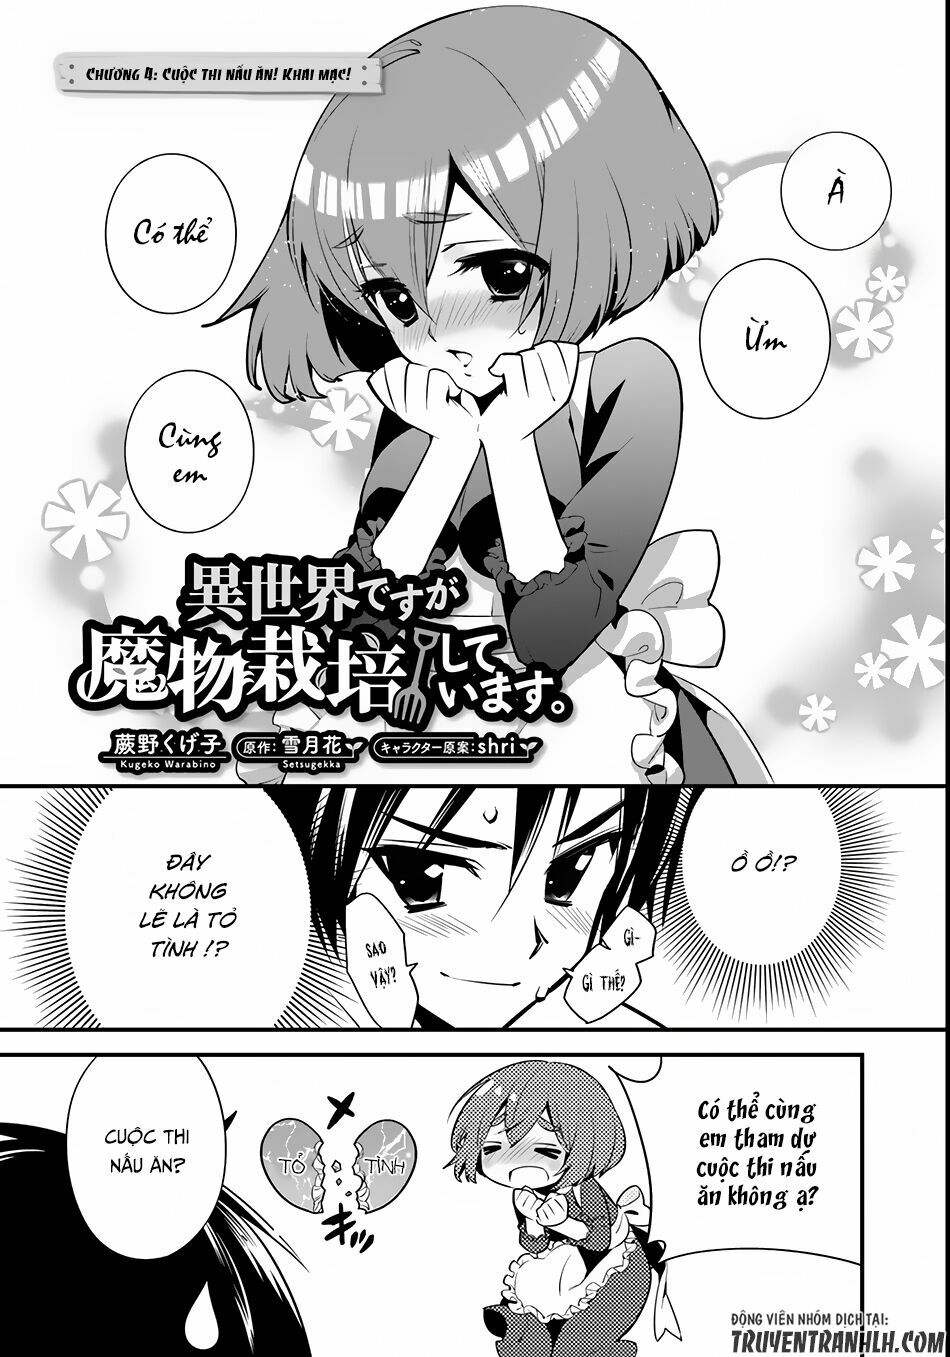 Chương 4: Cuộc thi nấu ăn! Khai mạc!
À
Ừm
Có thể
Cùng
em
異世界ですが
魔物栽培して
います。
蕨野くげ子
Kugeko Warabino
原作:雪月花
Setsugekka
キャラクター原案:shri
Ồ Ồ!?
GÌ-
GÌ THẾ?
SAO
VẬY?
ĐÂY
KHÔNG
LẼ LÀ TỎ
TÌNH !?
Có thể cùng
em tham dự
cuộc thi nấu
ăn không ạ?
TỎ
TÌNH
キッ
CUỘC THI
NẤU ĂN?
ĐỘNG VIÊN NHÓM DỊCH TẠI:
TRUYENTRANHLH.COM